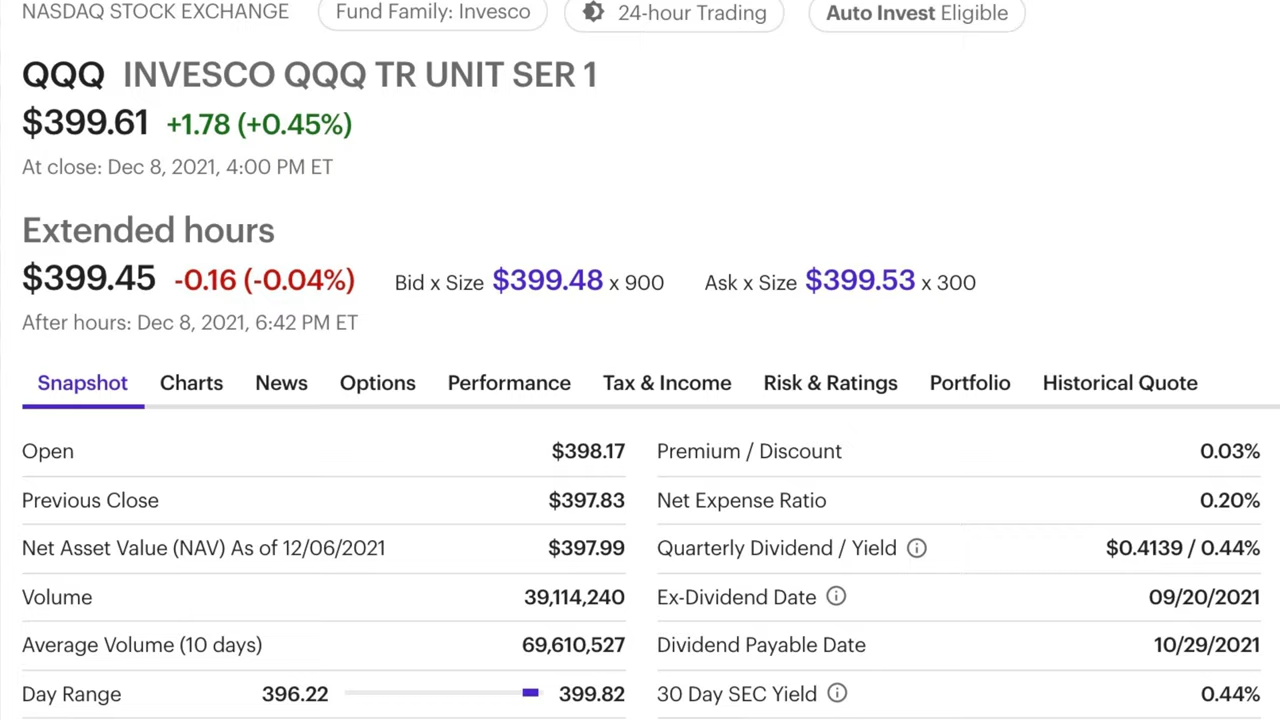 NASDAQ STOCK EXCHANGE Fund Family: Invesco 24-hour Trading Auto Invest Eligible
QQQ INVESCO QQQ TR UNIT SER 1
$399.61 +1.78 (+0.45%)
At close: Dec 8, 2021, 4:00 PM ET
Extended hours
$399.45 -0.16 (-0.04%) Bid x Size $399.48 x 900 Ask x Size $399.53 x 300
After hours: Dec 8, 2021, 6:42 PM ET
Snapshot Charts News Options Performance Tax & Income Risk & Ratings Portfolio Historical Quote
Open $398.17 Premium / Discount 0.03%
Previous Close $397.83 Net Expense Ratio 0.20%
Net Asset Value (NAV) As of 12/06/2021 $397.99 Quarterly Dividend / Yield $0.4139 / 0.44%
Volume 39,114,240 Ex-Dividend Date 09/20/2021
Average Volume (10 days) 69,610,527 Dividend Payable Date 10/29/2021
Day Range 396.22 399.82 30 Day SEC Yield 0.44%